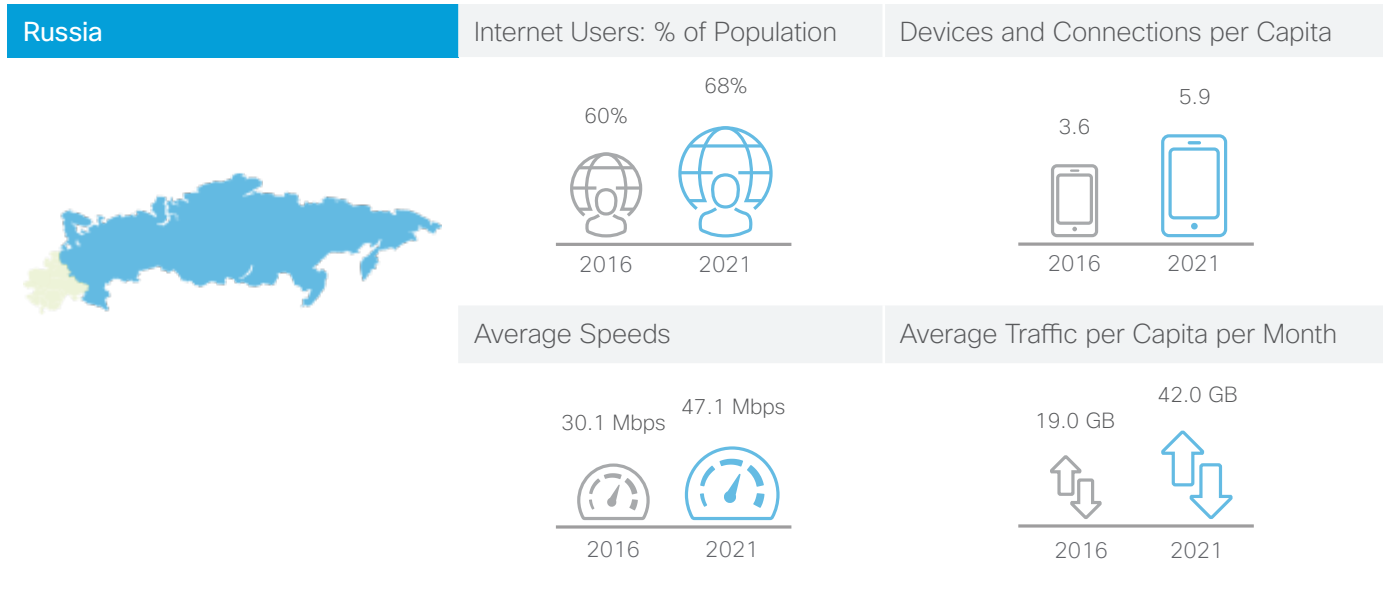 Russia
Internet Users: % of Population
Devices and Connections per Capita
60%
68%
2016
2021
3.6
5.9
2016
2021
Average Speeds
Average Traffic per Capita per Month
30.1 Mbps
47.1 Mbps
2016
2021
19.0 GB
42.0 GB
2016
2021